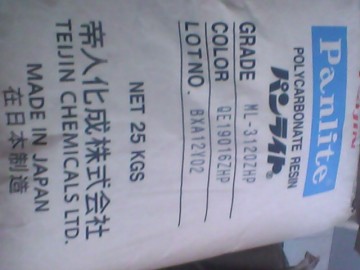 Panlite®
POLYCARBONATE RESIN
パンライト®
GRADE ML-3120ZHP
COLOR QE19016ZHP
LOT NO. BXA12Y02
NET 25 KGS
帝人化成株式会社
TEIJIN CHEMICALS LTD.
MADE IN JAPAN
在日本制造